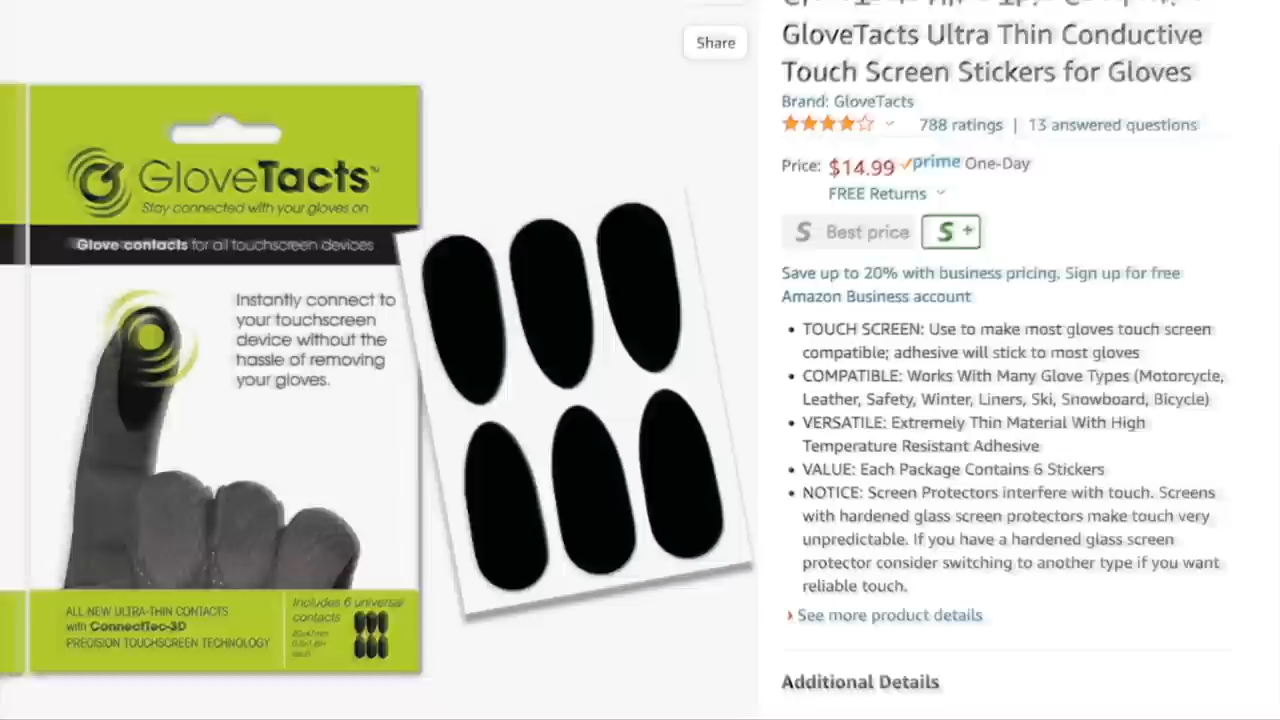 Share
GloveTacts™
Stay connected with your gloves on
Glove contacts for all touchscreen devices
Instantly connect to
your touchscreen
device without the
hassle of removing
your gloves.
ALL NEW ULTRA-THIN CONTACTS
with ConnecTec-3D
PRECISION TOUCHSCREEN TECHNOLOGY
Includes 6 universal
contacts
GloveTacts Ultra Thin Conductive
Touch Screen Stickers for Gloves
Brand: GloveTacts
788 ratings | 13 answered questions
Price: $14.99 prime One-Day
FREE Returns
S Best price S +
Save up to 20% with business pricing. Sign up for free
Amazon Business account
• TOUCH SCREEN: Use to make most gloves touch screen
compatible; adhesive will stick to most gloves
• COMPATIBLE: Works With Many Glove Types (Motorcycle,
Leather, Safety, Winter, Liners, Ski, Snowboard, Bicycle)
• VERSATILE: Extremely Thin Material With High
Temperature Resistant Adhesive
• VALUE: Each Package Contains 6 Stickers
• NOTICE: Screen Protectors interfere with touch. Screens
with hardened glass screen protectors make touch very
unpredictable. If you have a hardened glass screen
protector consider switching to another type if you want
reliable touch.
› See more product details
Additional Details